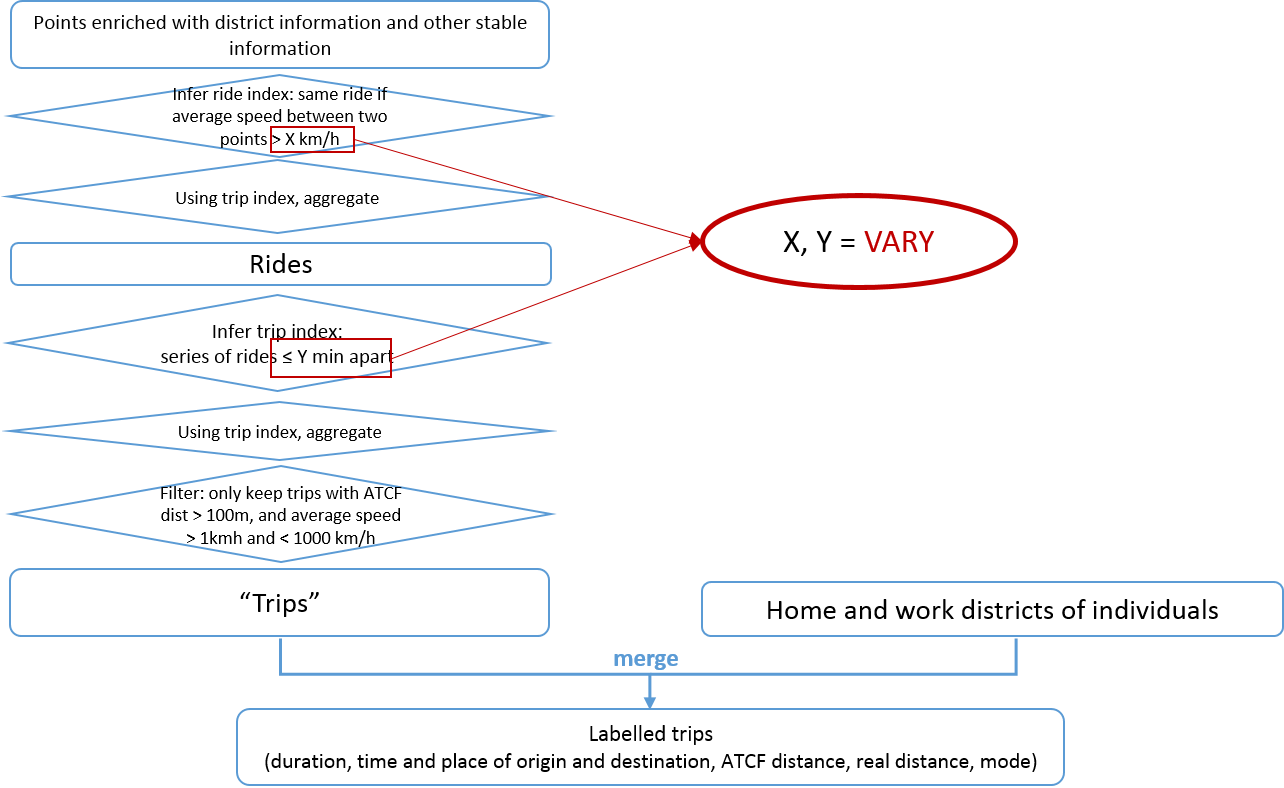 Points enriched with district information and other stable
information
Infer ride index: same ride if
average speed between two
points > X km/h
Using trip index, aggregate
X, Y = VARY
Rides
Infer trip index:
series of rides ≤ Y min apart
Using trip index, aggregate
Filter: only keep trips with ATCF
dist > 100m, and average speed
> 1kmh and < 1000 km/h
“Trips”
Home and work districts of individuals
merge
Labelled trips
(duration, time and place of origin and destination, ATCF distance, real distance, mode)